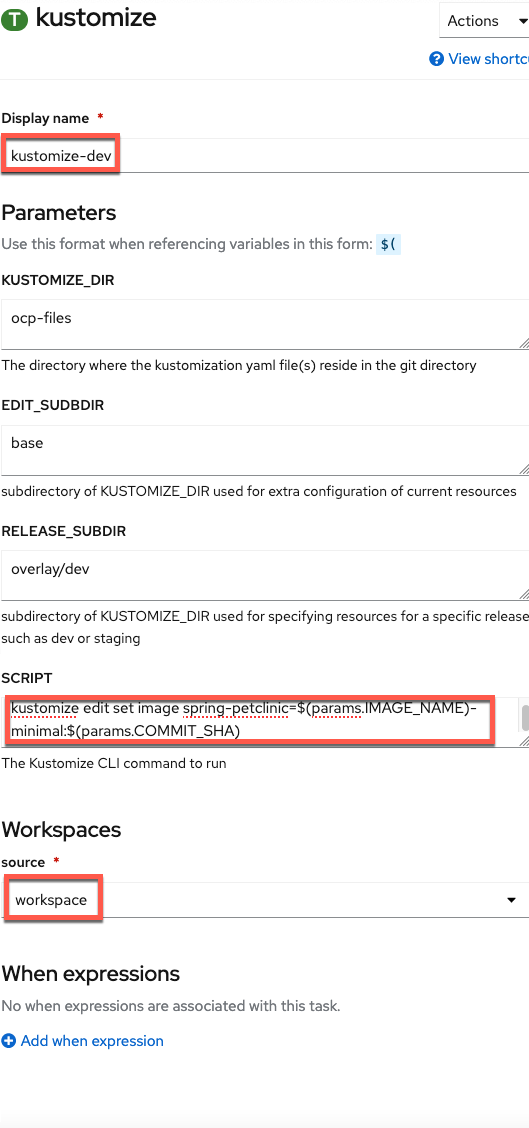 T kustomize
Actions
View shortcu
Display name *
kustomize-dev
Parameters
Use this format when referencing variables in this form: $(
KUSTOMIZE_DIR
ocp-files
The directory where the kustomization yaml file(s) reside in the git directory
EDIT_SUDBDIR
base
subdirectory of KUSTOMIZE_DIR used for extra configuration of current resources
RELEASE_SUBDIR
overlay/dev
subdirectory of KUSTOMIZE_DIR used for specifying resources for a specific release
such as dev or staging
SCRIPT
kustomize edit set image spring-petclinic=$(params.IMAGE_NAME)-
minimal:$(params.COMMIT_SHA)
The Kustomize CLI command to run
Workspaces
source *
workspace
When expressions
No when expressions are associated with this task.
Add when expression